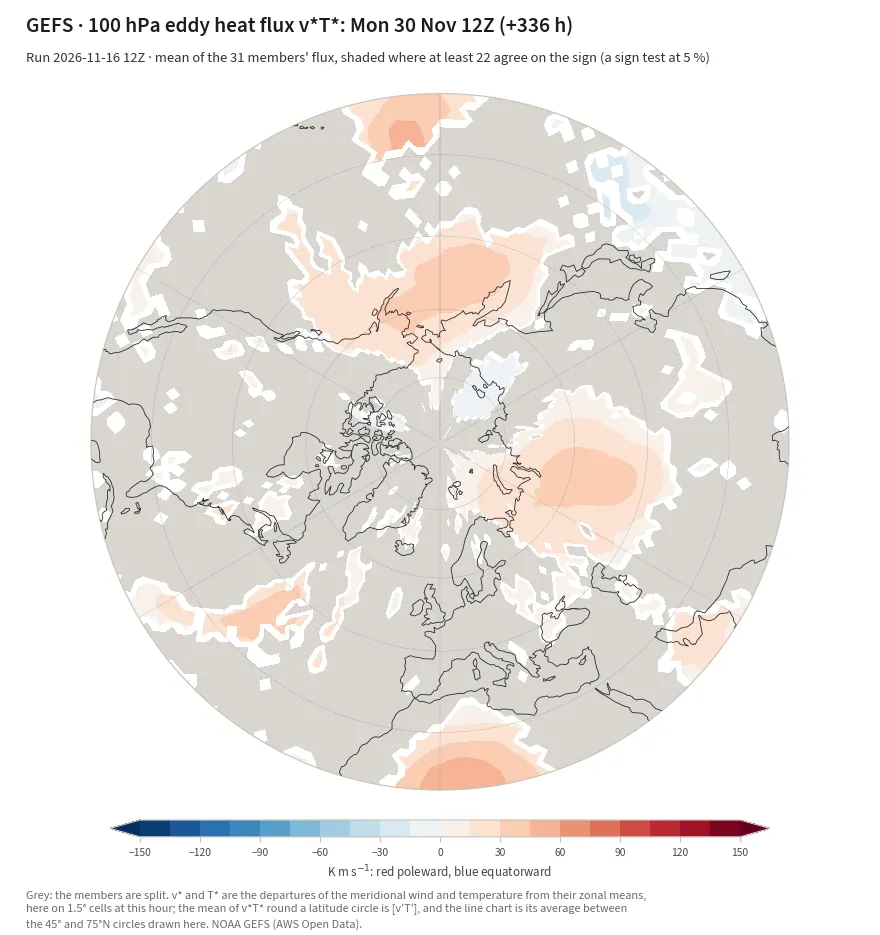 GEFS · 100 hPa eddy heat flux v*T*: Mon 30 Nov 12Z (+336 h)
Run 2026-11-16 12Z · mean of the 31 members' flux, shaded where at least 22 agree on the sign (a sign test at 5 %)
−150 −120 −90 −60 −30 0 30 60 90 120 150
K m s⁻¹: red poleward, blue equatorward
Grey: the members are split. v* and T* are the departures of the meridional wind and temperature from their zonal means,
here on 1.5° cells at this hour; the mean of v*T* round a latitude circle is [v'T'], and the line chart is its average between
the 45° and 75°N circles drawn here. NOAA GEFS (AWS Open Data).